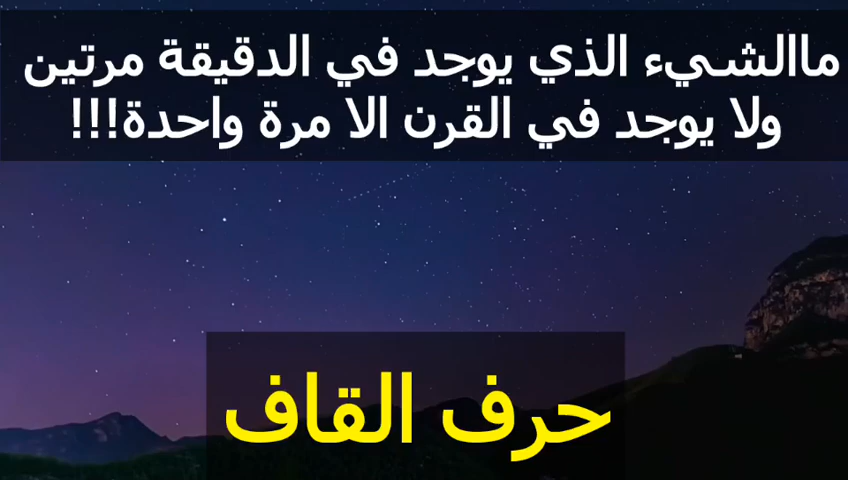 ماالشيء الذي يوجد في الدقيقة مرتين
ولا يوجد في القرن الا مرة واحدة!!!
حرف القاف